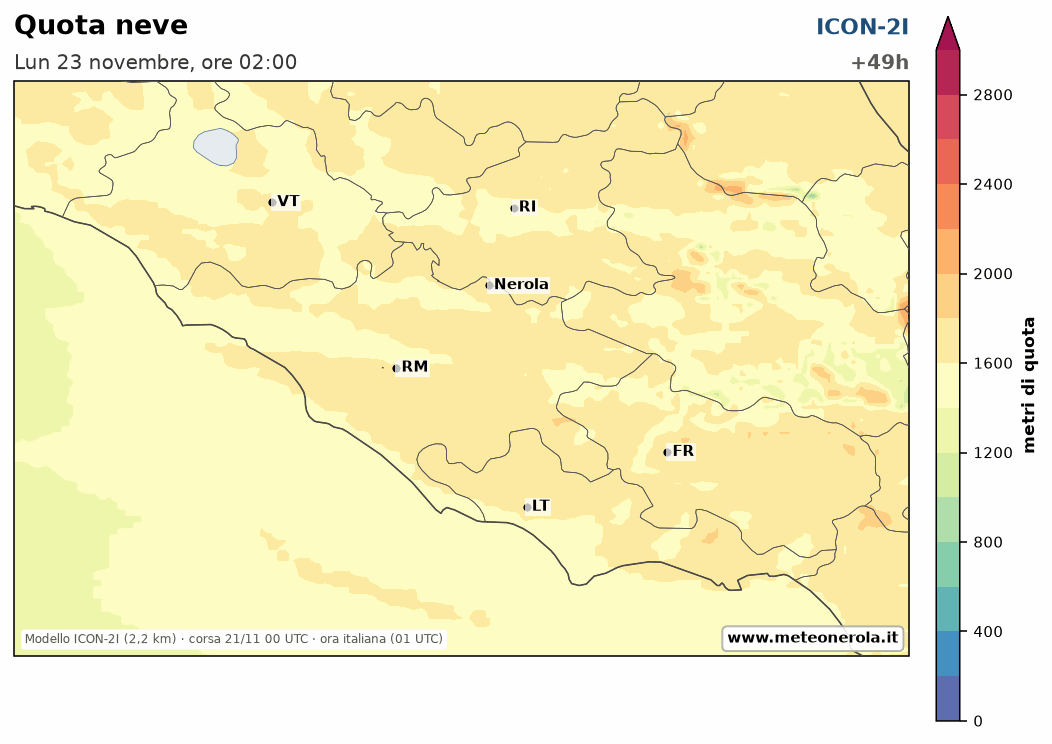 Quota neve
ICON-2I
Lun 23 novembre, ore 02:00
+49h
VT
RI
Nerola
RM
FR
LT
2800
2400
2000
1600
1200
800
400
0
metri di quota
Modello ICON-2I (2,2 km) · corsa 21/11 00 UTC · ora italiana (01 UTC)
www.meteonerola.it